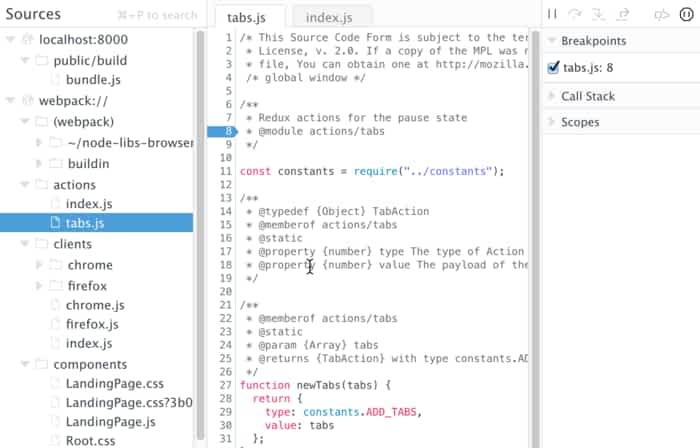 Sources
⌘+P to search
localhost:8000
public/build
bundle.js
webpack://
(webpack)
~/node-libs-browser
buildin
actions
index.js
tabs.js
clients
chrome
firefox
chrome.js
firefox.js
index.js
components
LandingPage.css
LandingPage.css?3b0
LandingPage.js
Root.css
tabs.js
index.js
1 /* This Source Code Form is subject to the ter
2 * License, v. 2.0. If a copy of the MPL was n
3 * file, You can obtain one at http://mozilla.
4 /* global window */
5
6 /**
7 * Redux actions for the pause state
8 * @module actions/tabs
9 */
10
11 const constants = require("../constants");
12
13 /**
14 * @typedef {Object} TabAction
15 * @memberof actions/tabs
16 * @static
17 * @property {number} type The type of Action
18 * @property {number} value The payload of the
19 */
20
21 /**
22 * @memberof actions/tabs
23 * @static
24 * @param {Array} tabs
25 * @returns {TabAction} with type constants.AD
26 */
27 function newTabs(tabs) {
28 return {
29 type: constants.ADD_TABS,
30 value: tabs
31 };
Breakpoints
tabs.js: 8
Call Stack
Scopes